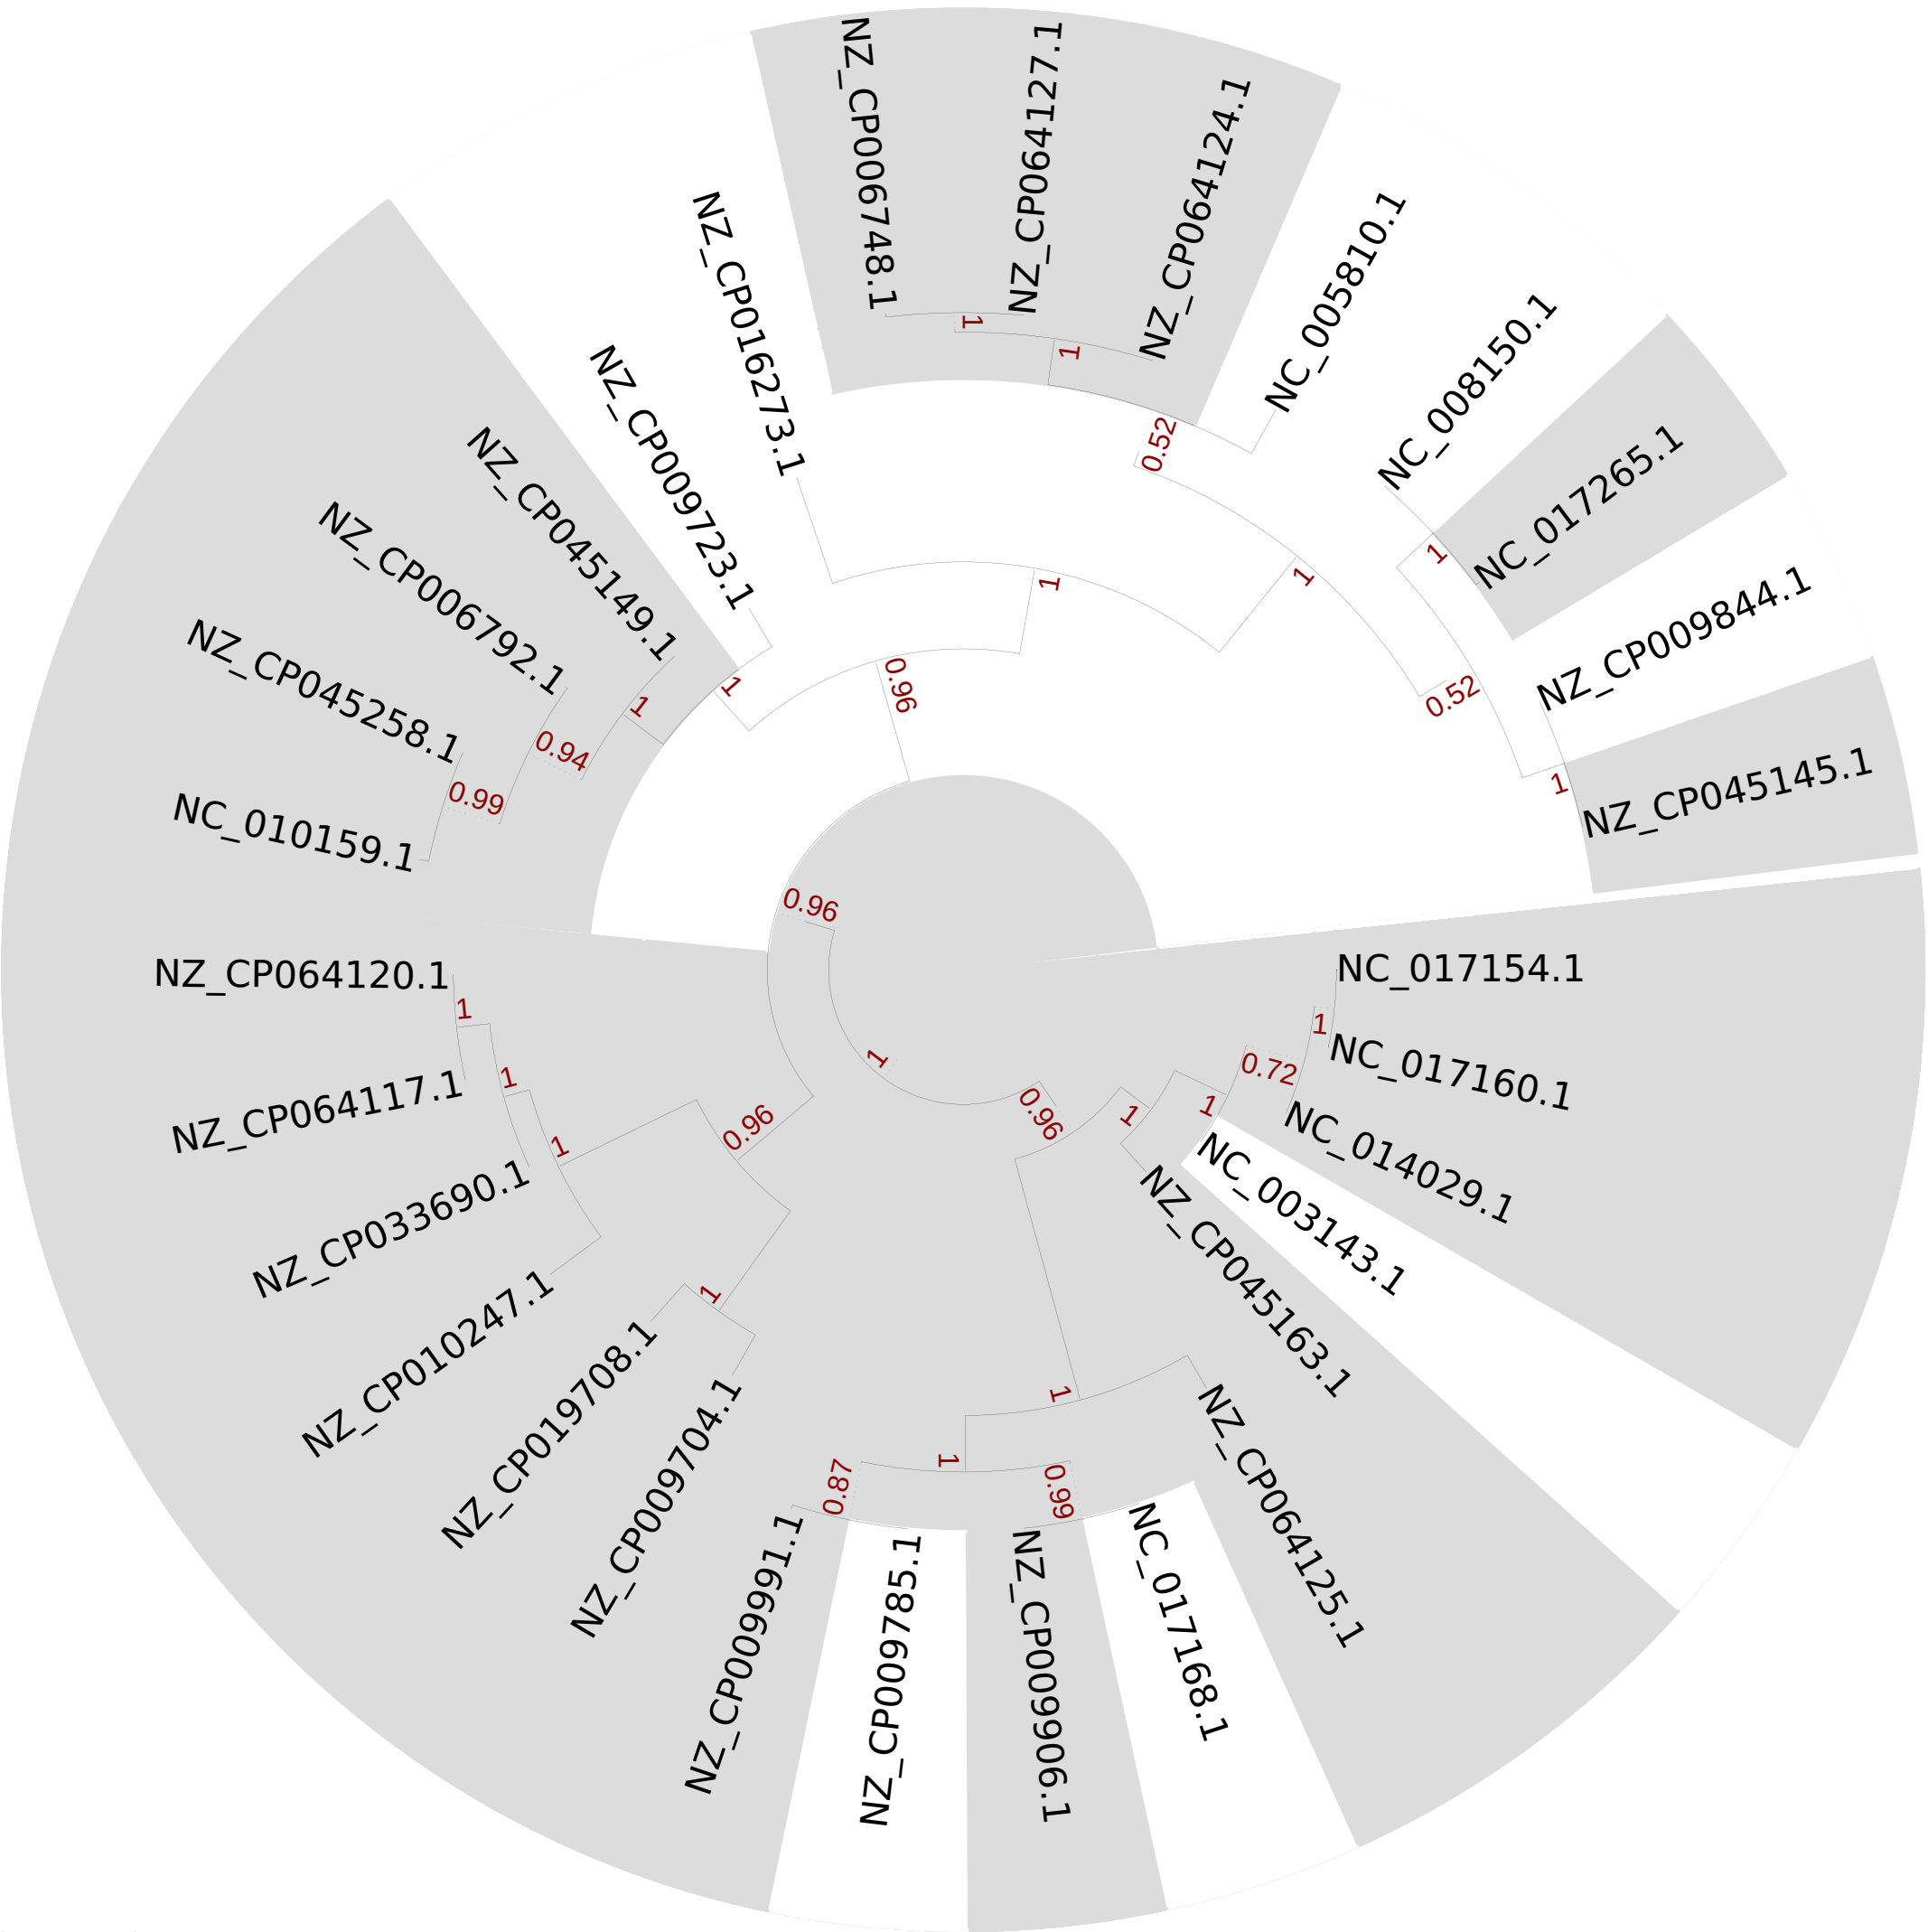 NZ_CP006748.1
NZ_CP064127.1
NZ_CP064124.1
NC_005810.1
NC_008150.1
NC_017265.1
NZ_CP009844.1
NZ_CP045145.1
NC_017154.1
NC_017160.1
NC_014029.1
NC_003143.1
NZ_CP045163.1
NZ_CP064125.1
NC_017168.1
NZ_CP009906.1
NZ_CP009785.1
NZ_CP009991.1
NZ_CP009704.1
NZ_CP019708.1
NZ_CP010247.1
NZ_CP033690.1
NZ_CP064117.1
NZ_CP064120.1
NC_010159.1
NZ_CP045258.1
NZ_CP006792.1
NZ_CP045149.1
NZ_CP009723.1
NZ_CP016273.1
1
1
0.52
1
1
1
0.52
1
0.96
1
1
0.94
0.99
0.96
1
0.96
1
0.72
1
1
0.96
1
1
1
1
1
1
0.87
0.99